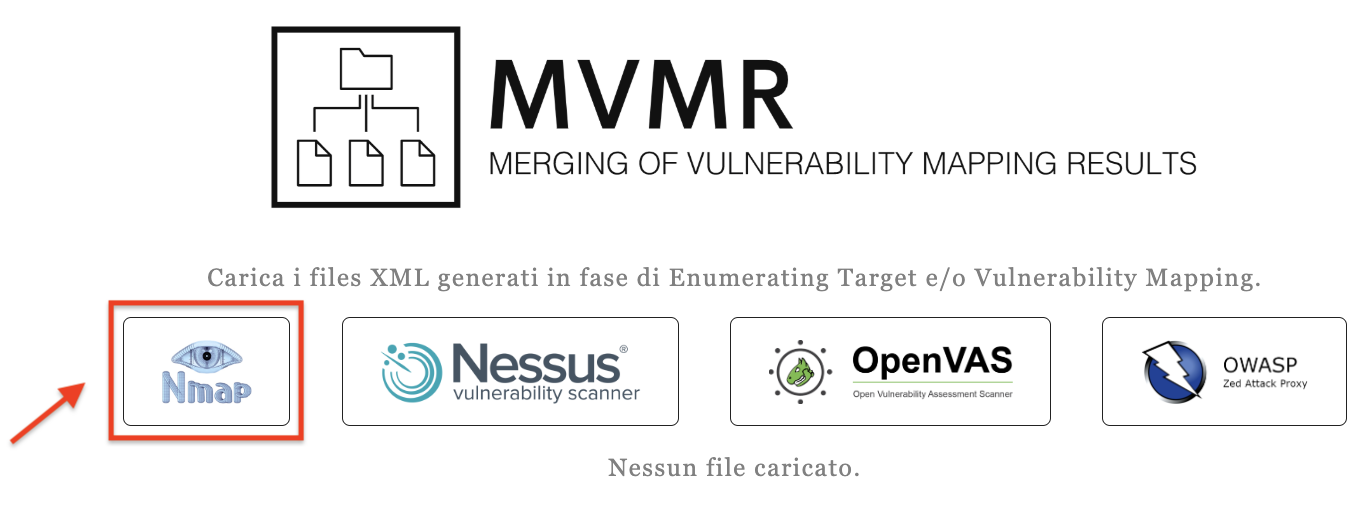 MVMR
MERGING OF VULNERABILITY MAPPING RESULTS
Carica i files XML generati in fase di Enumerating Target e/o Vulnerability Mapping.
Nmap
Nessus®
vulnerability scanner
OpenVAS
Open Vulnerability Assessment Scanner
OWASP
Zed Attack Proxy
Nessun file caricato.